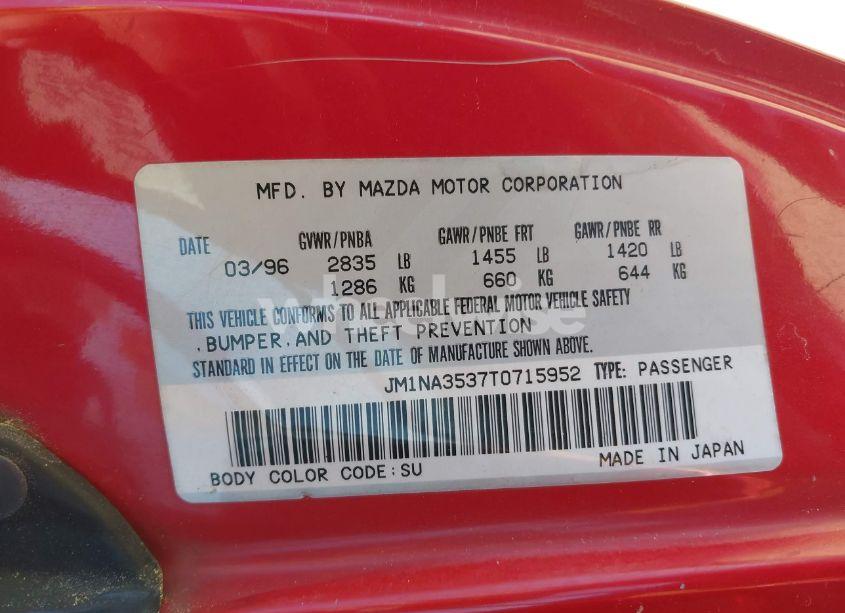 MFD. BY MAZDA MOTOR CORPORATION
DATE GVWR/PNBA GAWR/PNBE FRT GAWR/PNBE RR
03/96 2835 LB 1455 LB 1420 LB
1286 KG 660 KG 644 KG
THIS VEHICLE CONFORMS TO ALL APPLICABLE FEDERAL MOTOR VEHICLE SAFETY
,BUMPER,AND THEFT PREVENTION
STANDARD IN EFFECT ON THE DATE OF MANUFACTURE SHOWN ABOVE.
JM1NA3537T0715952 TYPE: PASSENGER
BODY COLOR CODE:SU MADE IN JAPAN